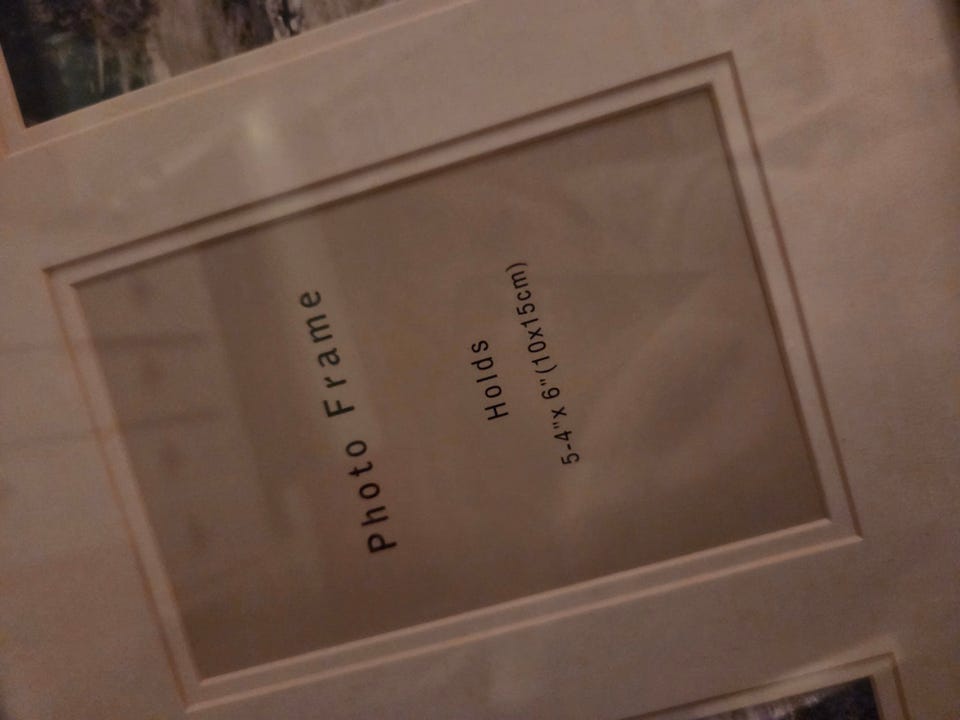 Photo Frame
Holds
5-4"x 6"(10x15cm)